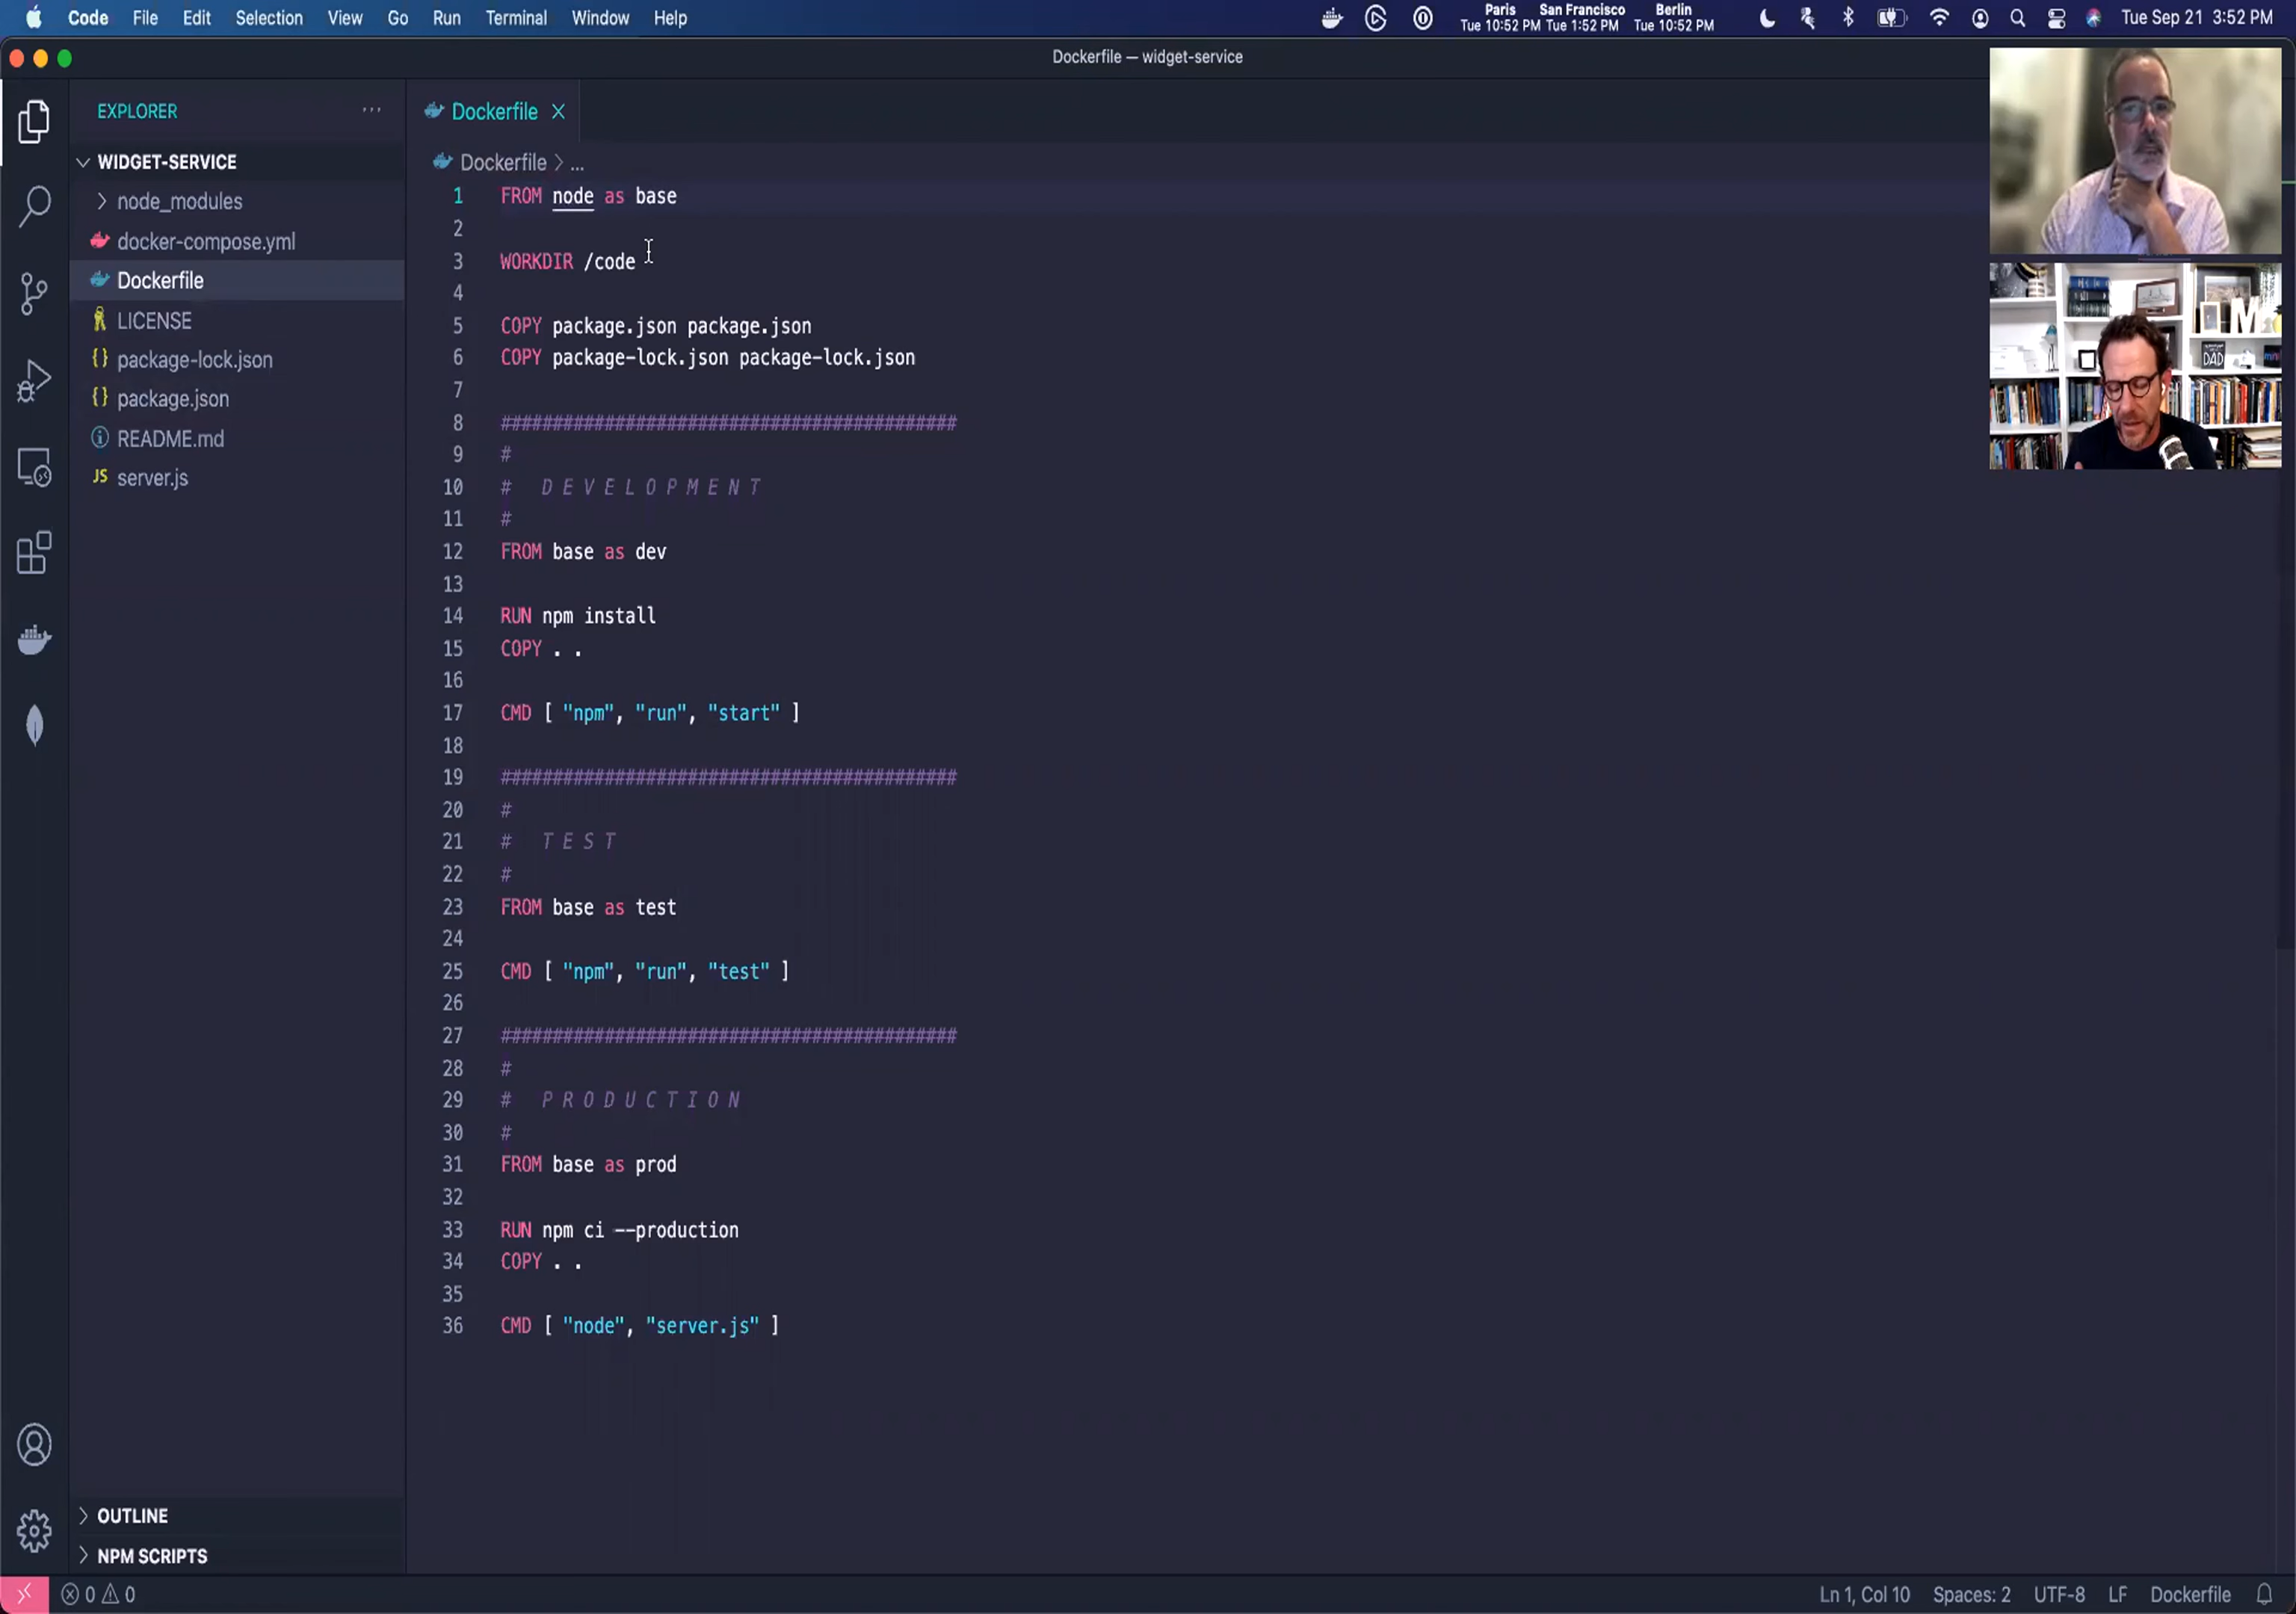 Code File Edit Selection View Go Run Terminal Window Help
Paris San Francisco Berlin
Tue 10:52 PM Tue 1:52 PM Tue 10:52 PM
Tue Sep 21 3:52 PM
Dockerfile — widget-service
EXPLORER ...
WIDGET-SERVICE
node_modules
docker-compose.yml
Dockerfile
LICENSE
{} package-lock.json
{} package.json
README.md
JS server.js
OUTLINE
NPM SCRIPTS
Dockerfile
Dockerfile > ...
1 FROM node as base
2
3 WORKDIR /code
4
5 COPY package.json package.json
6 COPY package-lock.json package-lock.json
7
8 ############################################
9 #
10 # D E V E L O P M E N T
11 #
12 FROM base as dev
13
14 RUN npm install
15 COPY . .
16
17 CMD [ "npm", "run", "start" ]
18
19 ############################################
20 #
21 # T E S T
22 #
23 FROM base as test
24
25 CMD [ "npm", "run", "test" ]
26
27 ############################################
28 #
29 # P R O D U C T I O N
30 #
31 FROM base as prod
32
33 RUN npm ci --production
34 COPY . .
35
36 CMD [ "node", "server.js" ]
M
DAD
mini
0 0
Ln 1, Col 10 Spaces: 2 UTF-8 LF Dockerfile